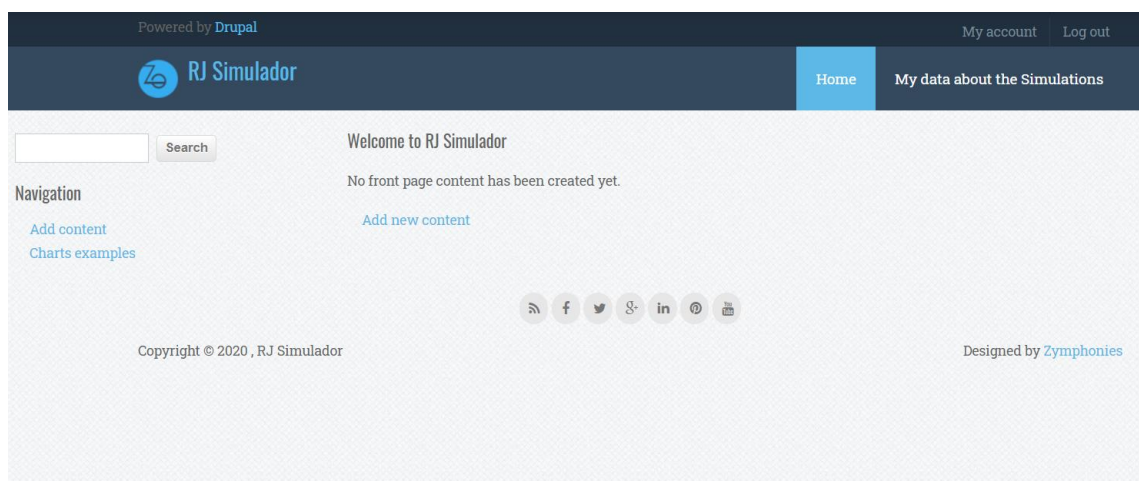 Powered by Drupal
My account Log out
RJ Simulador
Home My data about the Simulations
Search
Navigation
Add content
Charts examples
Welcome to RJ Simulador
No front page content has been created yet.
Add new content
Copyright © 2020 , RJ Simulador
Designed by Zymphonies